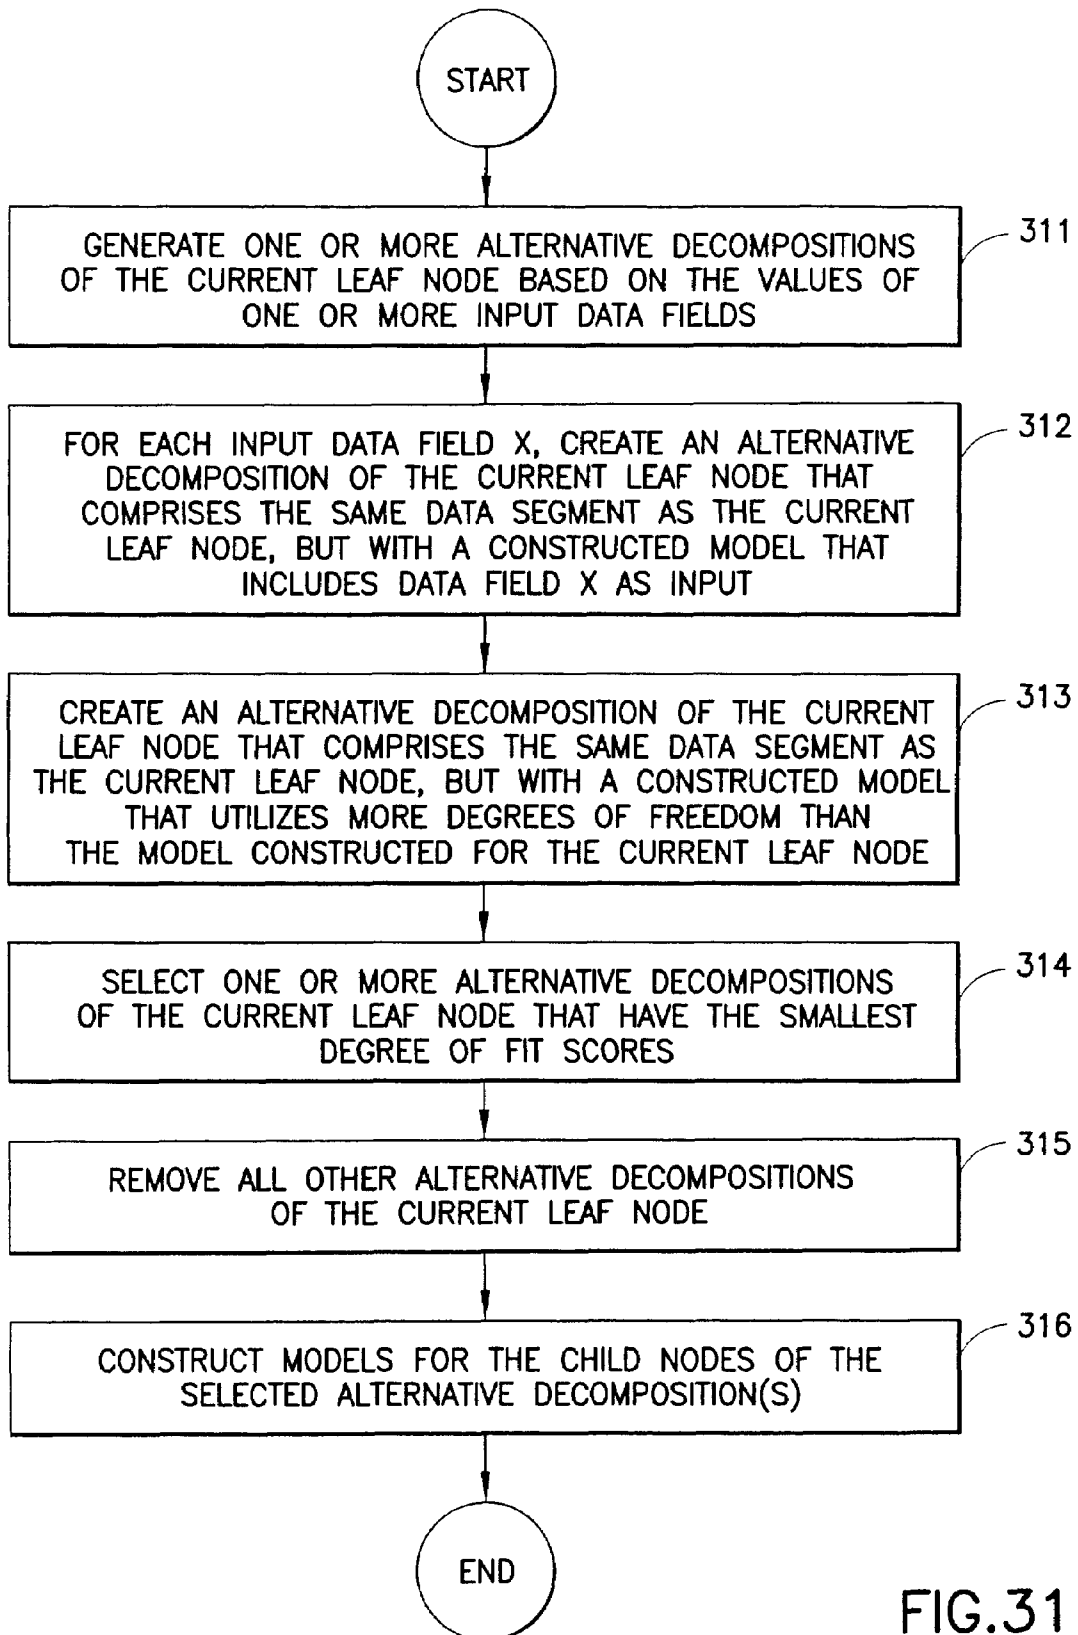 START
GENERATE ONE OR MORE ALTERNATIVE DECOMPOSITIONS
OF THE CURRENT LEAF NODE BASED ON THE VALUES OF
ONE OR MORE INPUT DATA FIELDS
311
FOR EACH INPUT DATA FIELD X, CREATE AN ALTERNATIVE
DECOMPOSITION OF THE CURRENT LEAF NODE THAT
COMPRISES THE SAME DATA SEGMENT AS THE CURRENT
LEAF NODE, BUT WITH A CONSTRUCTED MODEL THAT
INCLUDES DATA FIELD X AS INPUT
312
CREATE AN ALTERNATIVE DECOMPOSITION OF THE CURRENT
LEAF NODE THAT COMPRISES THE SAME DATA SEGMENT AS
THE CURRENT LEAF NODE, BUT WITH A CONSTRUCTED MODEL
THAT UTILIZES MORE DEGREES OF FREEDOM THAN
THE MODEL CONSTRUCTED FOR THE CURRENT LEAF NODE
313
SELECT ONE OR MORE ALTERNATIVE DECOMPOSITIONS
OF THE CURRENT LEAF NODE THAT HAVE THE SMALLEST
DEGREE OF FIT SCORES
314
REMOVE ALL OTHER ALTERNATIVE DECOMPOSITIONS
OF THE CURRENT LEAF NODE
315
CONSTRUCT MODELS FOR THE CHILD NODES OF THE
SELECTED ALTERNATIVE DECOMPOSITION(S)
316
END
FIG.31